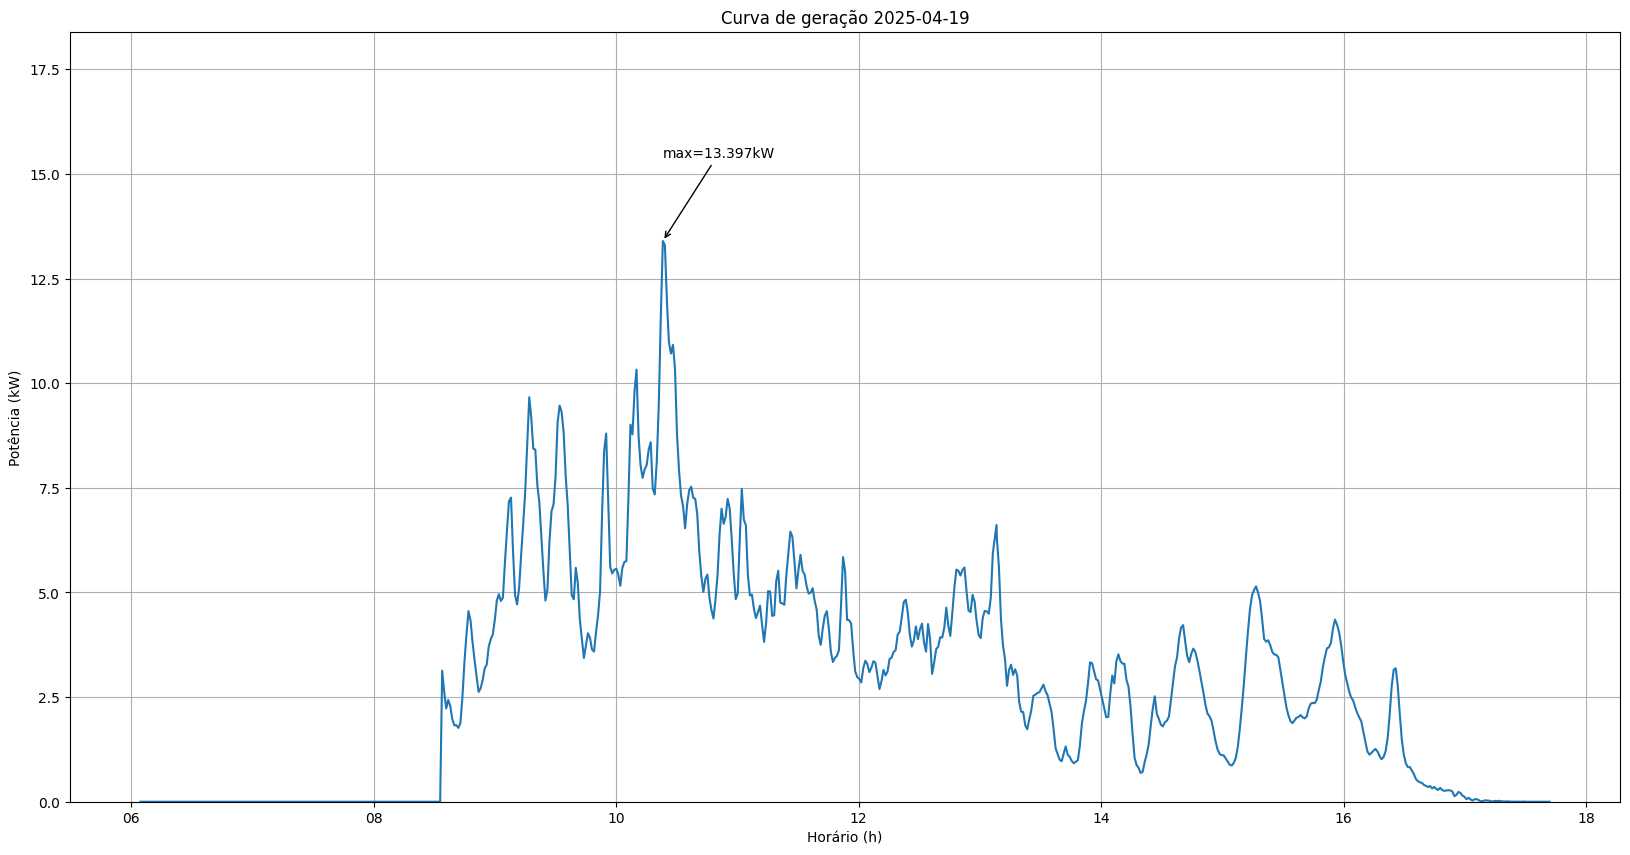 Curva de geração 2025-04-19
17.5
max=13.397kW
15.0
12.5
10.0
Potência (kW)
7.5
5.0
2.5
0.0
06 08 10 12 14 16 18
Horário (h)